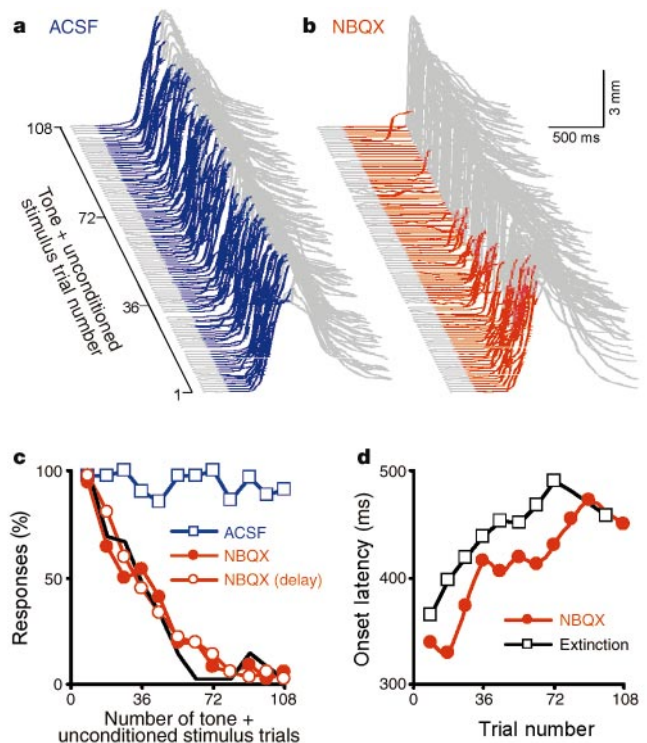 a ACSF
b NBQX
3 mm
500 ms
108
72
36
1
Tone + unconditioned
stimulus trial number
c
100
50
0
Responses (%)
ACSF
NBQX
NBQX (delay)
0 36 72 108
Number of tone +
unconditioned stimulus trials
d
500
400
300
Onset latency (ms)
NBQX
Extinction
0 36 72 108
Trial number